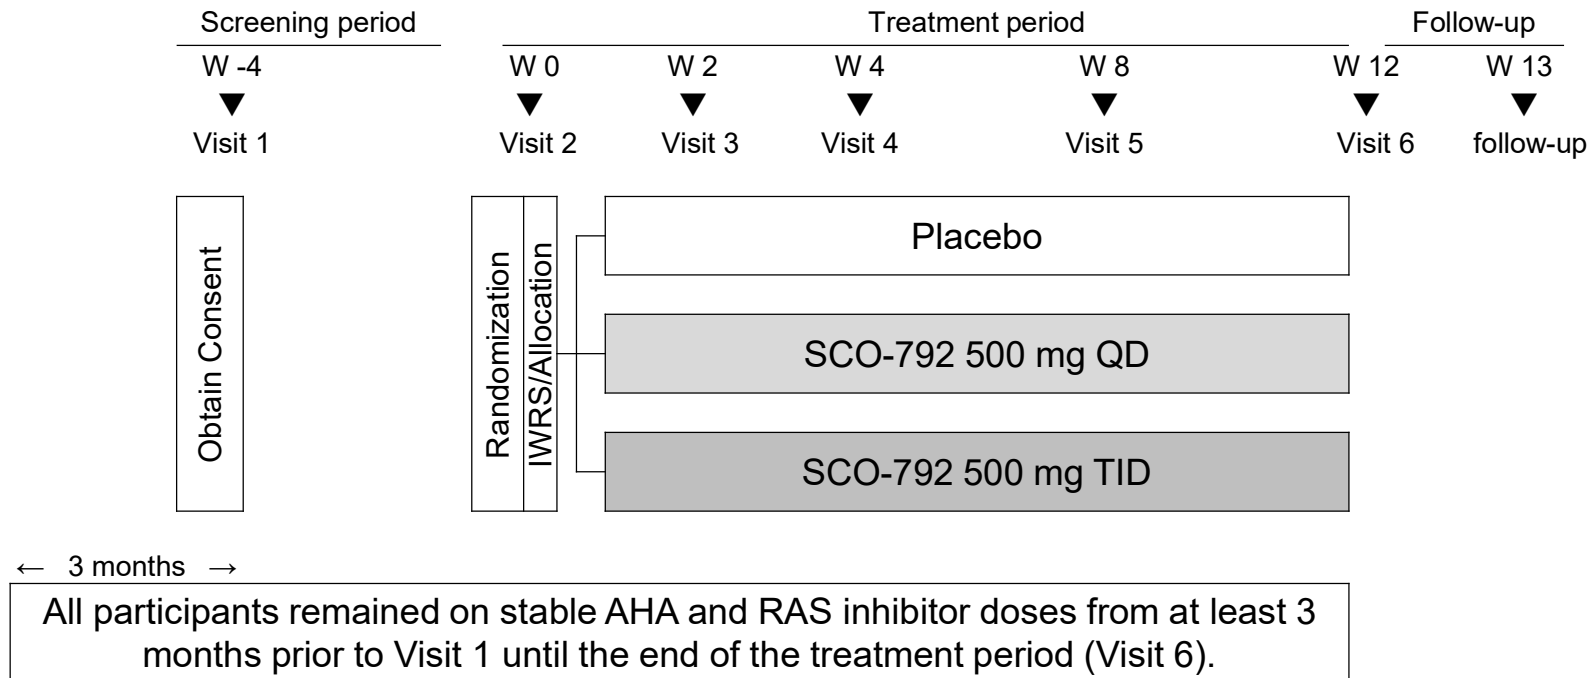 Screening period
Treatment period
Follow-up
W -4
W 0
W 2
W 4
W 8
W 12
W 13
Visit 1
Visit 2
Visit 3
Visit 4
Visit 5
Visit 6
follow-up
Obtain Consent
Randomization
IWRS/Allocation
Placebo
SCO-792 500 mg QD
SCO-792 500 mg TID
← 3 months →
All participants remained on stable AHA and RAS inhibitor doses from at least 3
months prior to Visit 1 until the end of the treatment period (Visit 6).